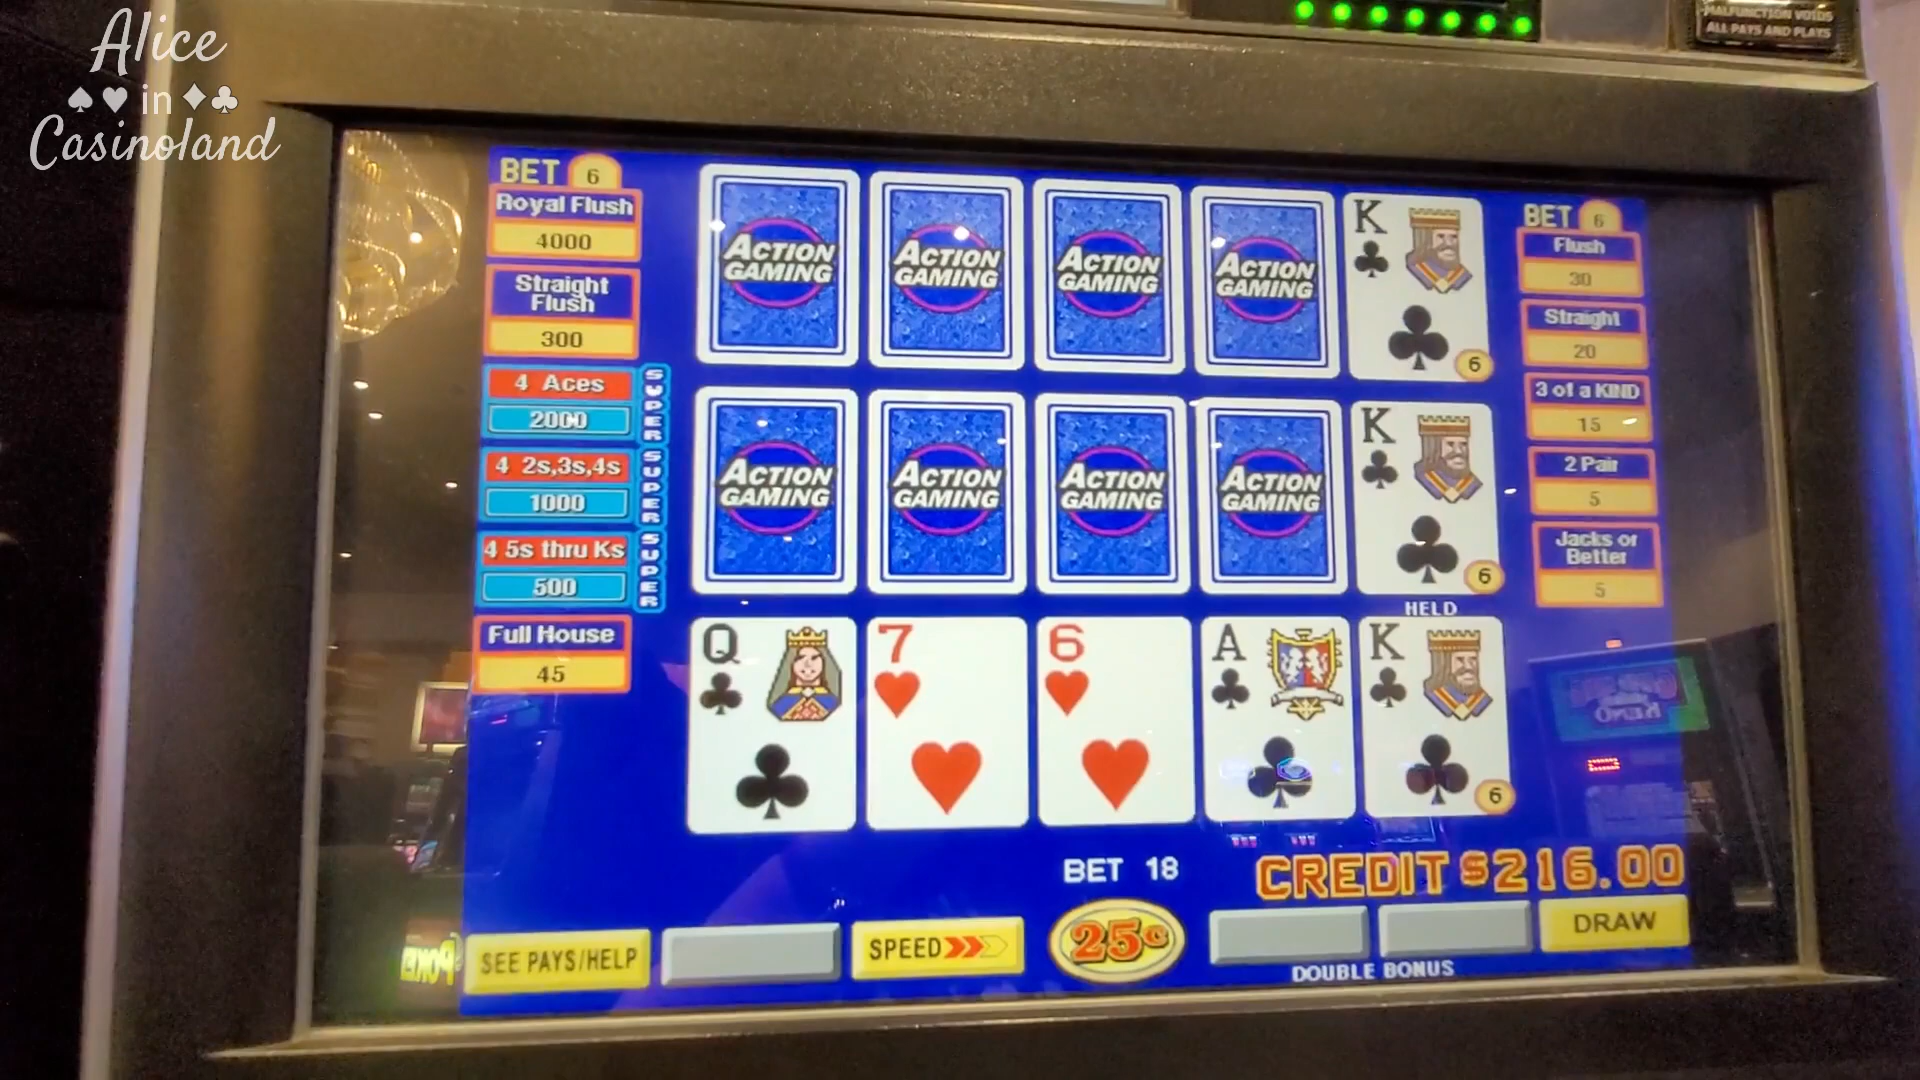 Alice
in
Casinoland
MALFUNCTION VOIDS
ALL PAYS AND PLAYS
BET 6
Royal Flush
4000
Straight
Flush
300
4 Aces
2000
SUPER
4 2s,3s,4s
1000
SUPER
4 5s thru Ks
500
SUPER
Full House
45
ACTION
GAMING
ACTION
GAMING
ACTION
GAMING
ACTION
GAMING
K
6
ACTION
GAMING
ACTION
GAMING
ACTION
GAMING
ACTION
GAMING
K
6
HELD
Q
7
6
A
K
6
BET 6
Flush
30
Straight
20
3 of a KIND
15
2 Pair
5
Jacks or
Better
5
BET 18
CREDIT $216.00
SEE PAYS/HELP
SPEED
25¢
DRAW
DOUBLE BONUS